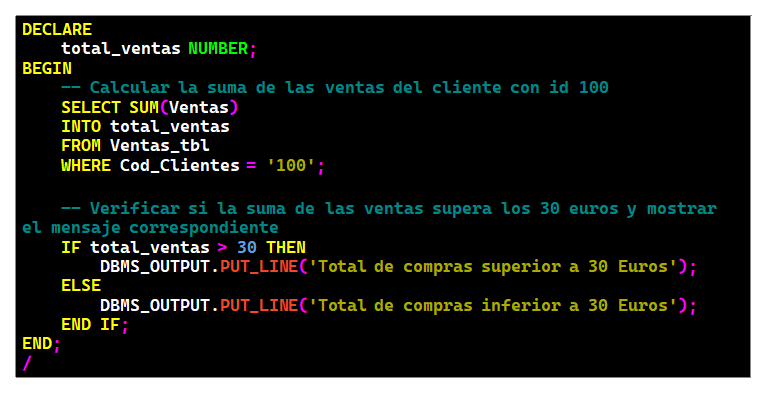 DECLARE
    total_ventas NUMBER;
BEGIN
    -- Calcular la suma de las ventas del cliente con id 100
    SELECT SUM(Ventas)
    INTO total_ventas
    FROM Ventas_tbl
    WHERE Cod_Clientes = '100';

    -- Verificar si la suma de las ventas supera los 30 euros y mostrar
el mensaje correspondiente
    IF total_ventas > 30 THEN
        DBMS_OUTPUT.PUT_LINE('Total de compras superior a 30 Euros');
    ELSE
        DBMS_OUTPUT.PUT_LINE('Total de compras inferior a 30 Euros');
    END IF;
END;
/